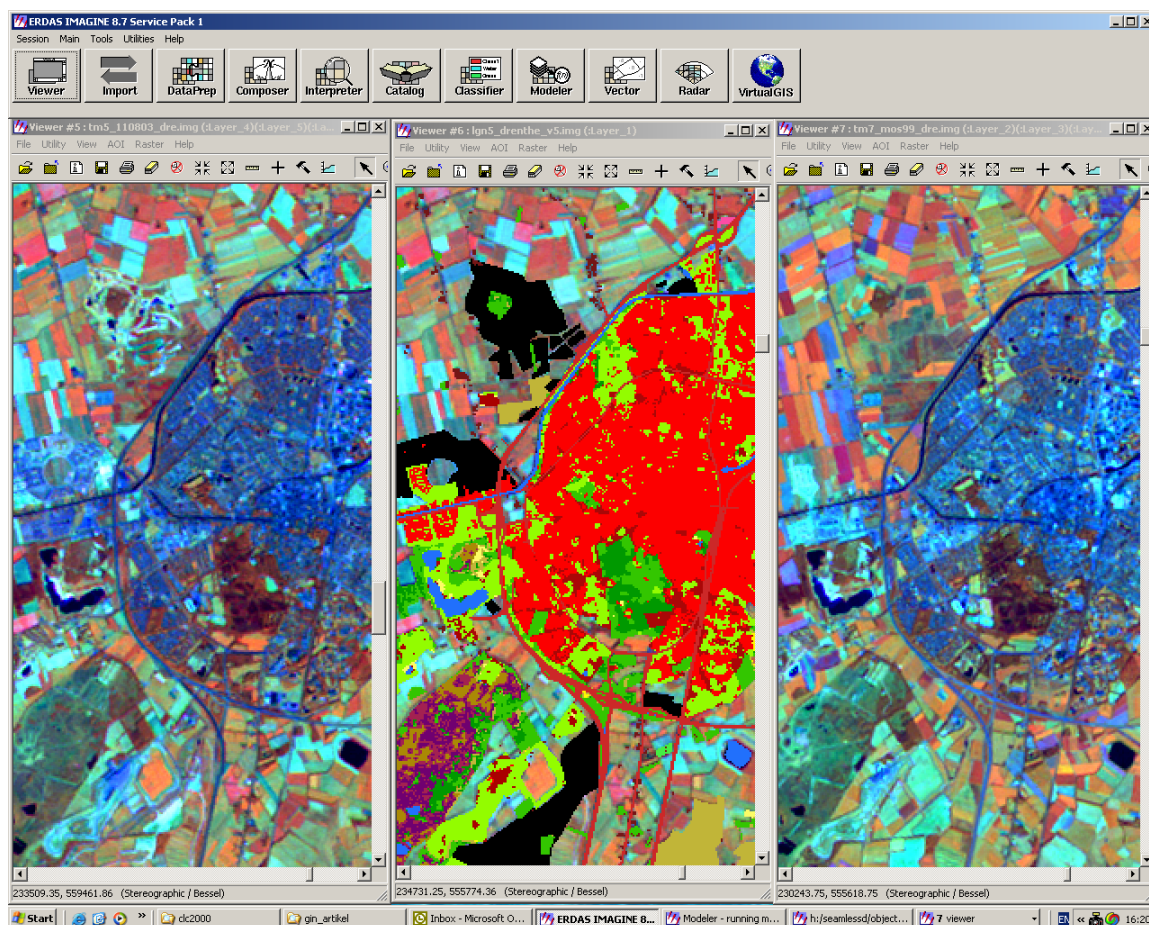 ERDAS IMAGINE 8.7 Service Pack 1
Session Main Tools Utilities Help
Viewer Import DataPrep Composer Interpreter Catalog Classifier Modeler Vector Radar VirtualGIS
Viewer #5 : tm5_110803_dre.img (:Layer_4)(:Layer_5)(:La...
File Utility View AOI Raster Help
233509.35, 559461.86 (Stereographic / Bessel)
Viewer #6 : lgn5_drenthe_v5.img (:Layer_1)
File Utility View AOI Raster Help
234731.25, 555774.36 (Stereographic / Bessel)
Viewer #7 : tm7_mos99_dre.img (:Layer_2)(:Layer_3)(:Lay...
File Utility View AOI Raster Help
230243.75, 555618.75 (Stereographic / Bessel)
Start clc2000 gin_artikel Inbox - Microsoft O... ERDAS IMAGINE 8... Modeler - running m... h:/seamlessd/object... 7 viewer EN 16:20